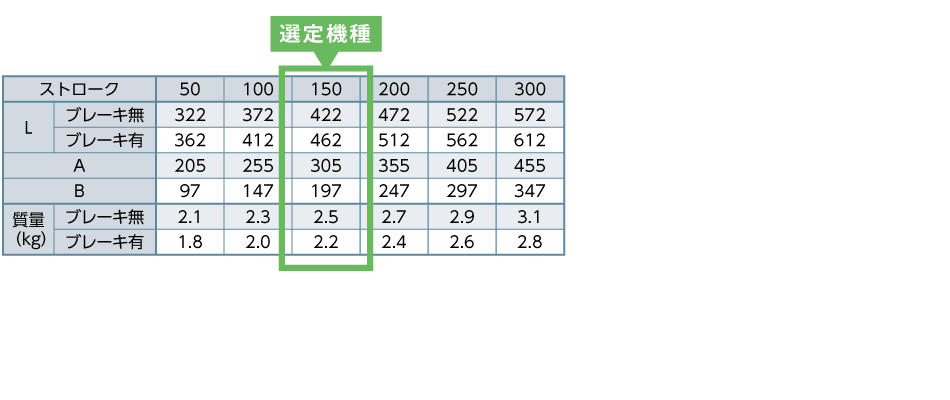 選定機種
ストローク 50 100 150 200 250 300
L ブレーキ無 322 372 422 472 522 572
ブレーキ有 362 412 462 512 562 612
A 205 255 305 355 405 455
B 97 147 197 247 297 347
質量(kg) ブレーキ無 2.1 2.3 2.5 2.7 2.9 3.1
ブレーキ有 1.8 2.0 2.2 2.4 2.6 2.8